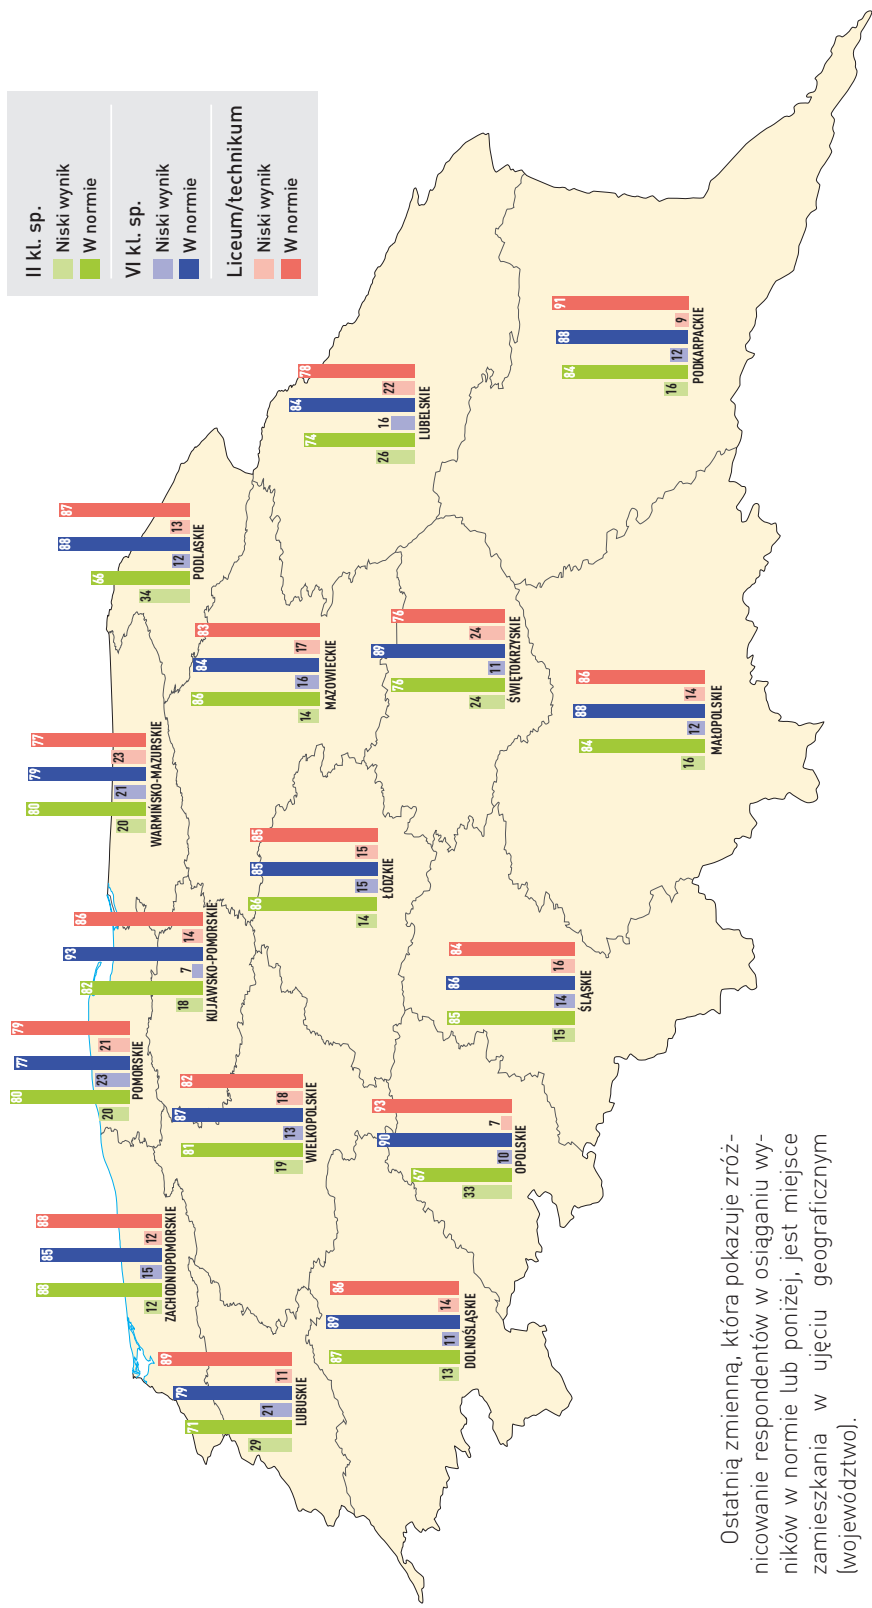 II kl. sp.
Niski wynik
W normie
VI kl. sp.
Niski wynik
W normie
Liceum/technikum
Niski wynik
W normie
20 80 23 77 21 79
POMORSKIE
12 88 15 85 12 88
ZACHODNIOPOMORSKIE
20 80 21 79 23 77
WARMIŃSKO-MAZURSKIE
34 66 12 88 13 87
PODLASKIE
18 82 7 93 14 86
KUJAWSKO-POMORSKIE
29 71 21 79 11 89
LUBUSKIE
19 81 13 87 18 82
WIELKOPOLSKIE
14 86 16 84 17 83
MAZOWIECKIE
14 86 15 85 15 85
ŁÓDZKIE
26 74 16 84 22 78
LUBELSKIE
13 87 11 89 14 86
DOLNOŚLĄSKIE
33 67 10 90 7 93
OPOLSKIE
24 76 11 89 24 76
ŚWIĘTOKRZYSKIE
15 85 14 86 16 84
ŚLĄSKIE
16 84 12 88 14 86
MAŁOPOLSKIE
16 84 12 88 9 91
PODKARPACKIE
Ostatnią zmienną, która pokazuje zróż-
nicowanie respondentów w osiąganiu wy-
ników w normie lub poniżej, jest miejsce
zamieszkania w ujęciu geograficznym
(województwo).